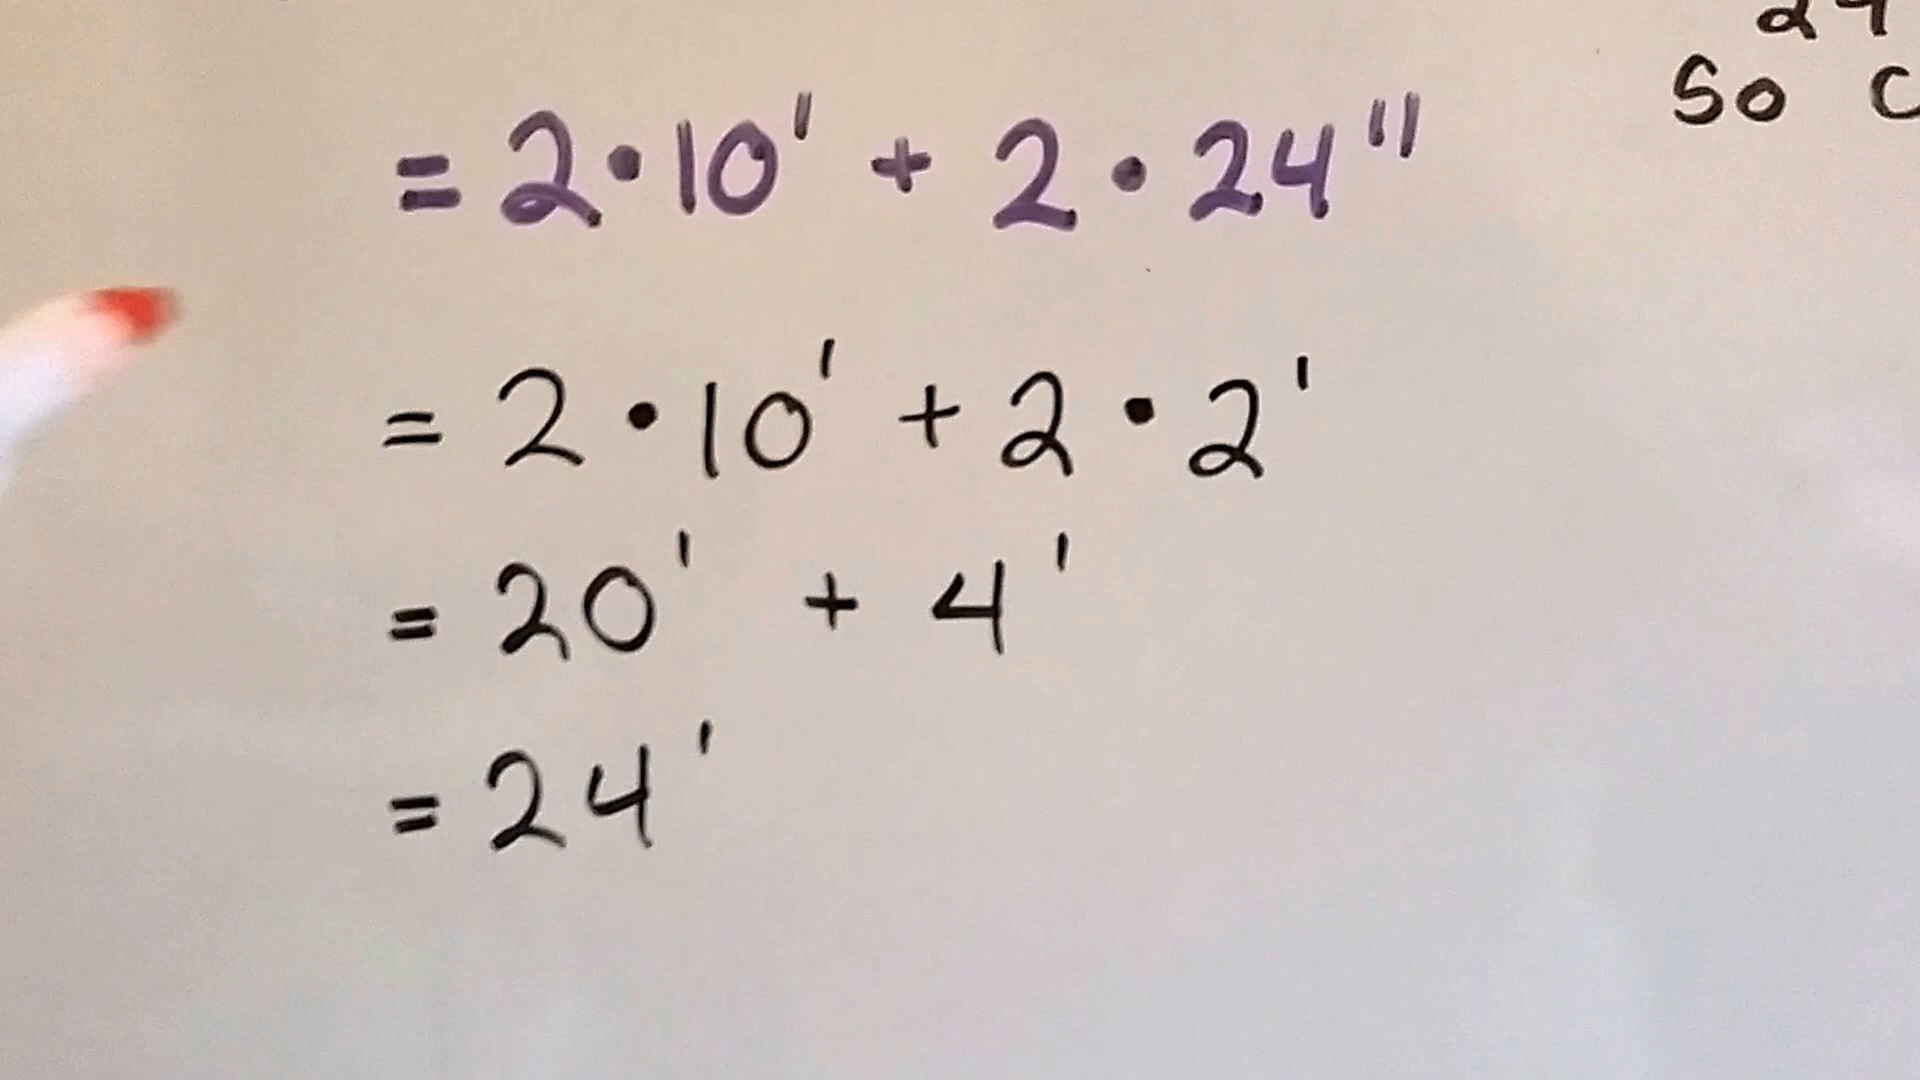 = 2·10' + 2·24"
So
= 2·10' + 2·2'
= 20' + 4'
= 24'